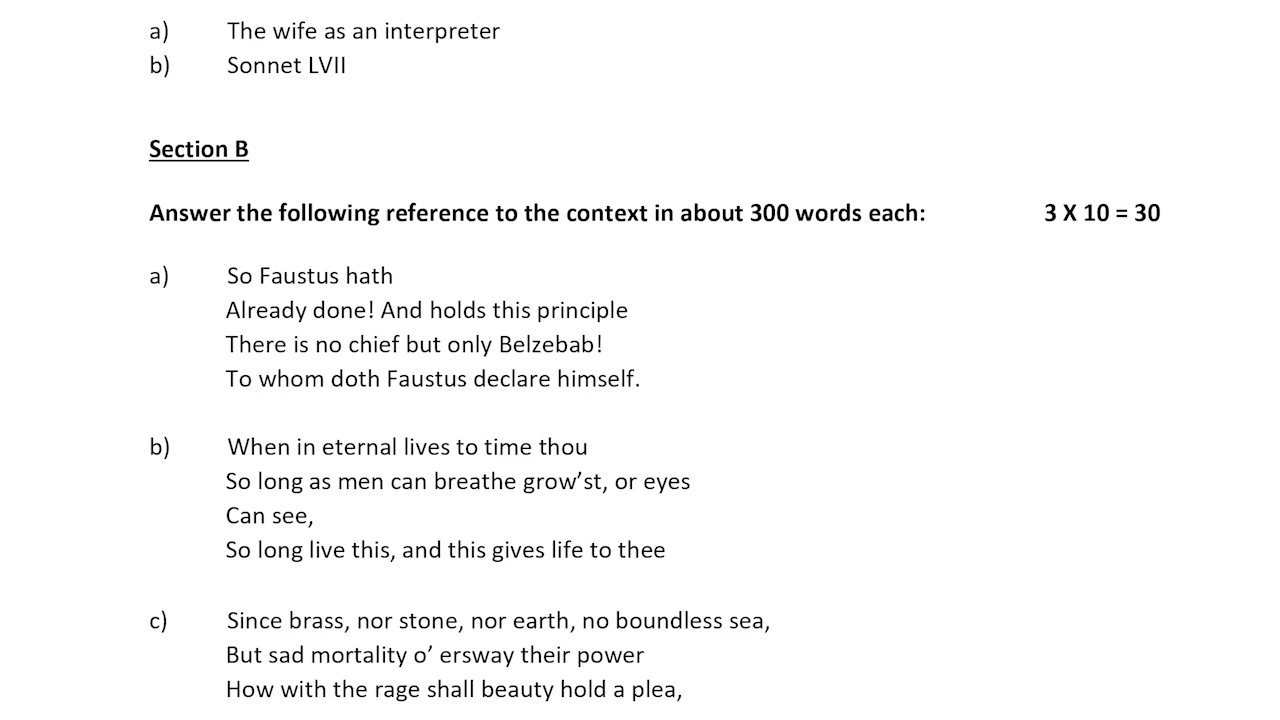 a) The wife as an interpreter
b) Sonnet LVII
Section B
Answer the following reference to the context in about 300 words each: 3 X 10 = 30
a) So Faustus hath
Already done! And holds this principle
There is no chief but only Belzebab!
To whom doth Faustus declare himself.
b) When in eternal lives to time thou
So long as men can breathe grow’st, or eyes
Can see,
So long live this, and this gives life to thee
c) Since brass, nor stone, nor earth, no boundless sea,
But sad mortality o’ ersway their power
How with the rage shall beauty hold a plea,